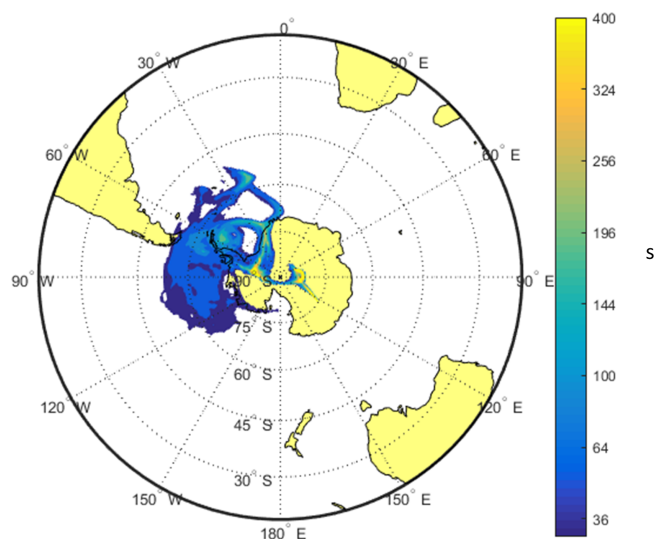 0°
30° W
30° E
60° W
60° E
90° W
90° S
90° E
75° S
60° S
120° W
120° E
45° S
30° S
150° W
150° E
180° E
400
324
256
196
144
100
64
36
s